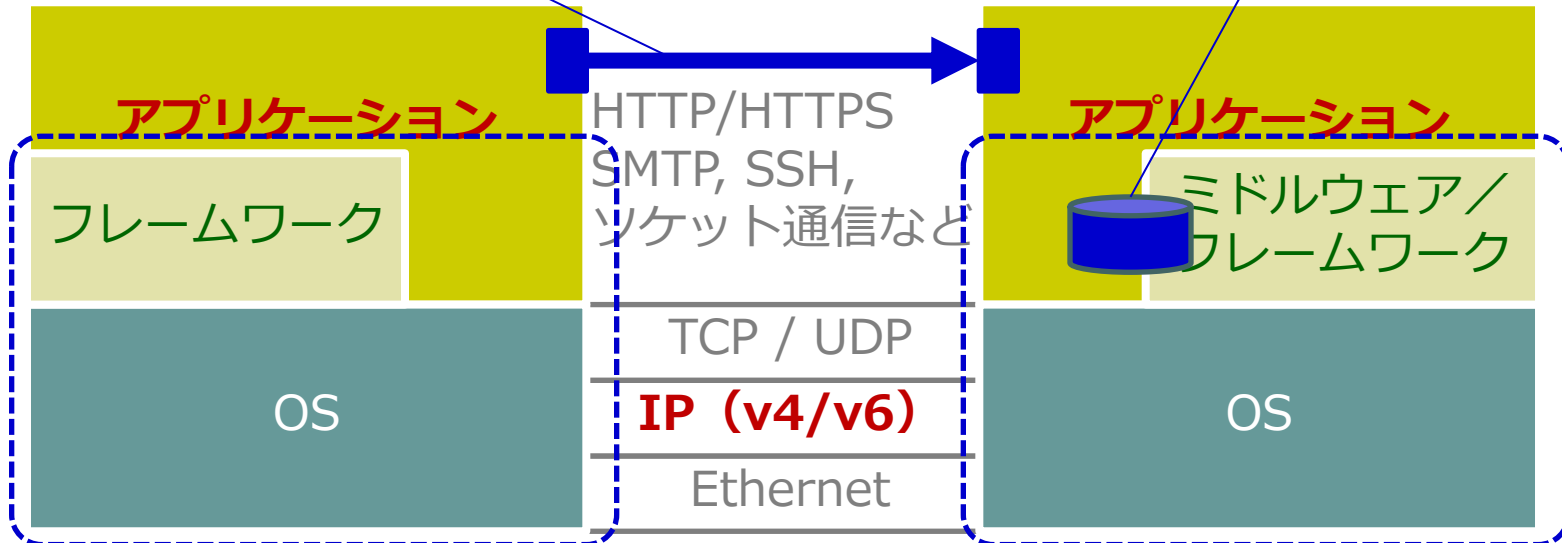 アプリケーション
フレームワーク
OS
HTTP/HTTPS
SMTP, SSH,
ソケット通信など
TCP / UDP
IP（v4/v6）
Ethernet
アプリケーション
ミドルウェア／
フレームワーク
OS